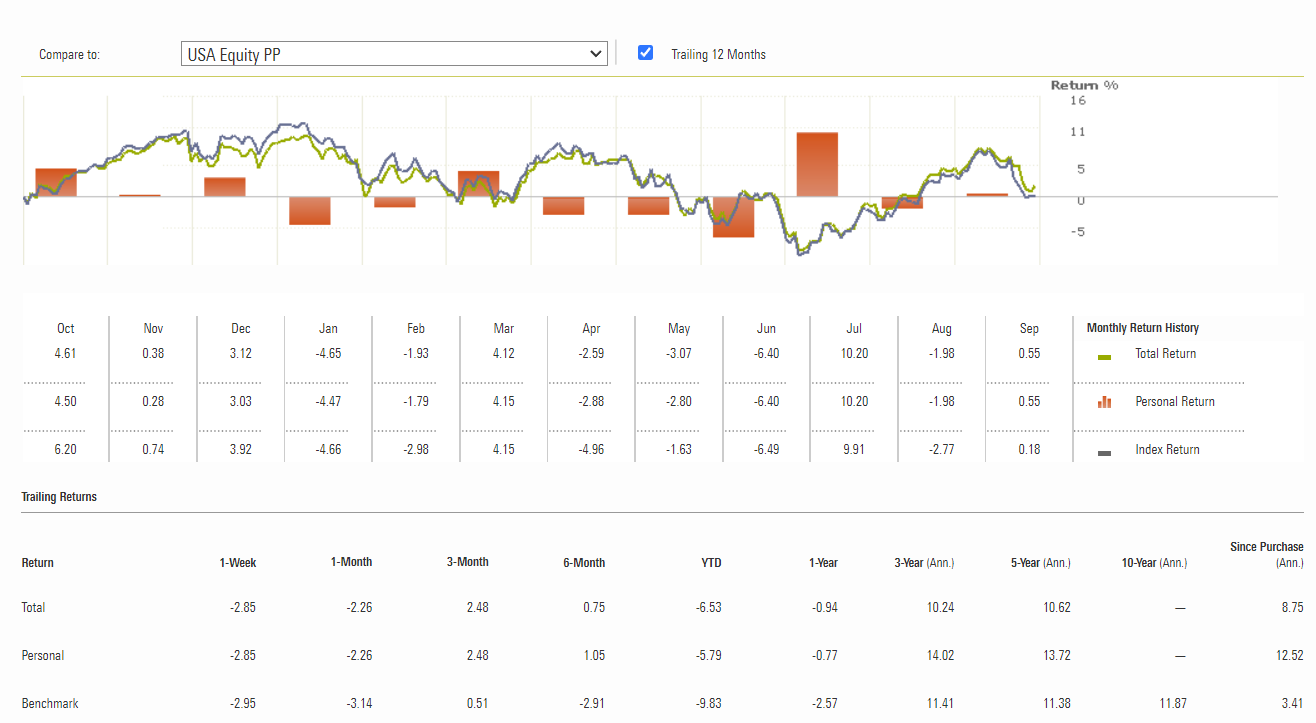 Compare to: USA Equity PP Trailing 12 Months
Return %
16
11
5
0
-5
Oct Nov Dec Jan Feb Mar Apr May Jun Jul Aug Sep Monthly Return History
4.61 0.38 3.12 -4.65 -1.93 4.12 -2.59 -3.07 -6.40 10.20 -1.98 0.55 Total Return
4.50 0.28 3.03 -4.47 -1.79 4.15 -2.88 -2.80 -6.40 10.20 -1.98 0.55 Personal Return
6.20 0.74 3.92 -4.66 -2.98 4.15 -4.96 -1.63 -6.49 9.91 -2.77 0.18 Index Return
Trailing Returns
Return 1-Week 1-Month 3-Month 6-Month YTD 1-Year 3-Year (Ann.) 5-Year (Ann.) 10-Year (Ann.) Since Purchase
(Ann.)
Total -2.85 -2.26 2.48 0.75 -6.53 -0.94 10.24 10.62 — 8.75
Personal -2.85 -2.26 2.48 1.05 -5.79 -0.77 14.02 13.72 — 12.52
Benchmark -2.95 -3.14 0.51 -2.91 -9.83 -2.57 11.41 11.38 11.87 3.41